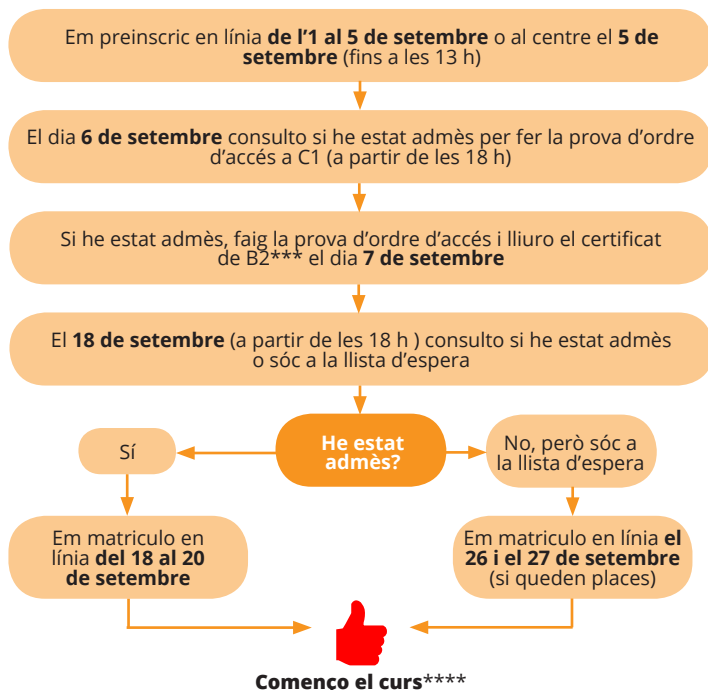 Em preinscric en línia de l'1 al 5 de setembre o al centre el 5 de
setembre (fins a les 13 h)
El dia 6 de setembre consulto si he estat admès per fer la prova d'ordre
d'accés a C1 (a partir de les 18 h)
Si he estat admès, faig la prova d'ordre d'accés i lliuro el certificat
de B2*** el dia 7 de setembre
El 18 de setembre (a partir de les 18 h ) consulto si he estat admès
o sóc a la llista d'espera
He estat
admès?
Sí
No, però sóc a
la llista d'espera
Em matriculo en
línia del 18 al 20
de setembre
Em matriculo en línia el
26 i el 27 de setembre
(si queden places)
Començo el curs****